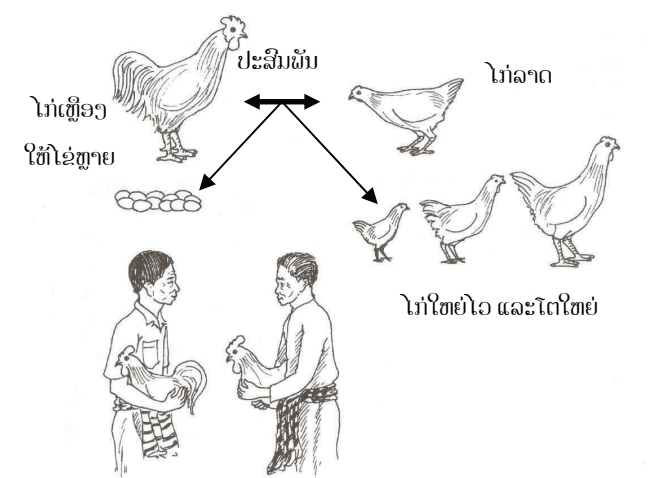 ປະສົມພັນ
ໄກ່ລາດ
ໄກ່ເຫຼືອງ
ໃຫ້ໄຂ່ຫຼາຍ
ໄກ່ໃຫຍ່ໄວ ແລະໂຕໃຫຍ່